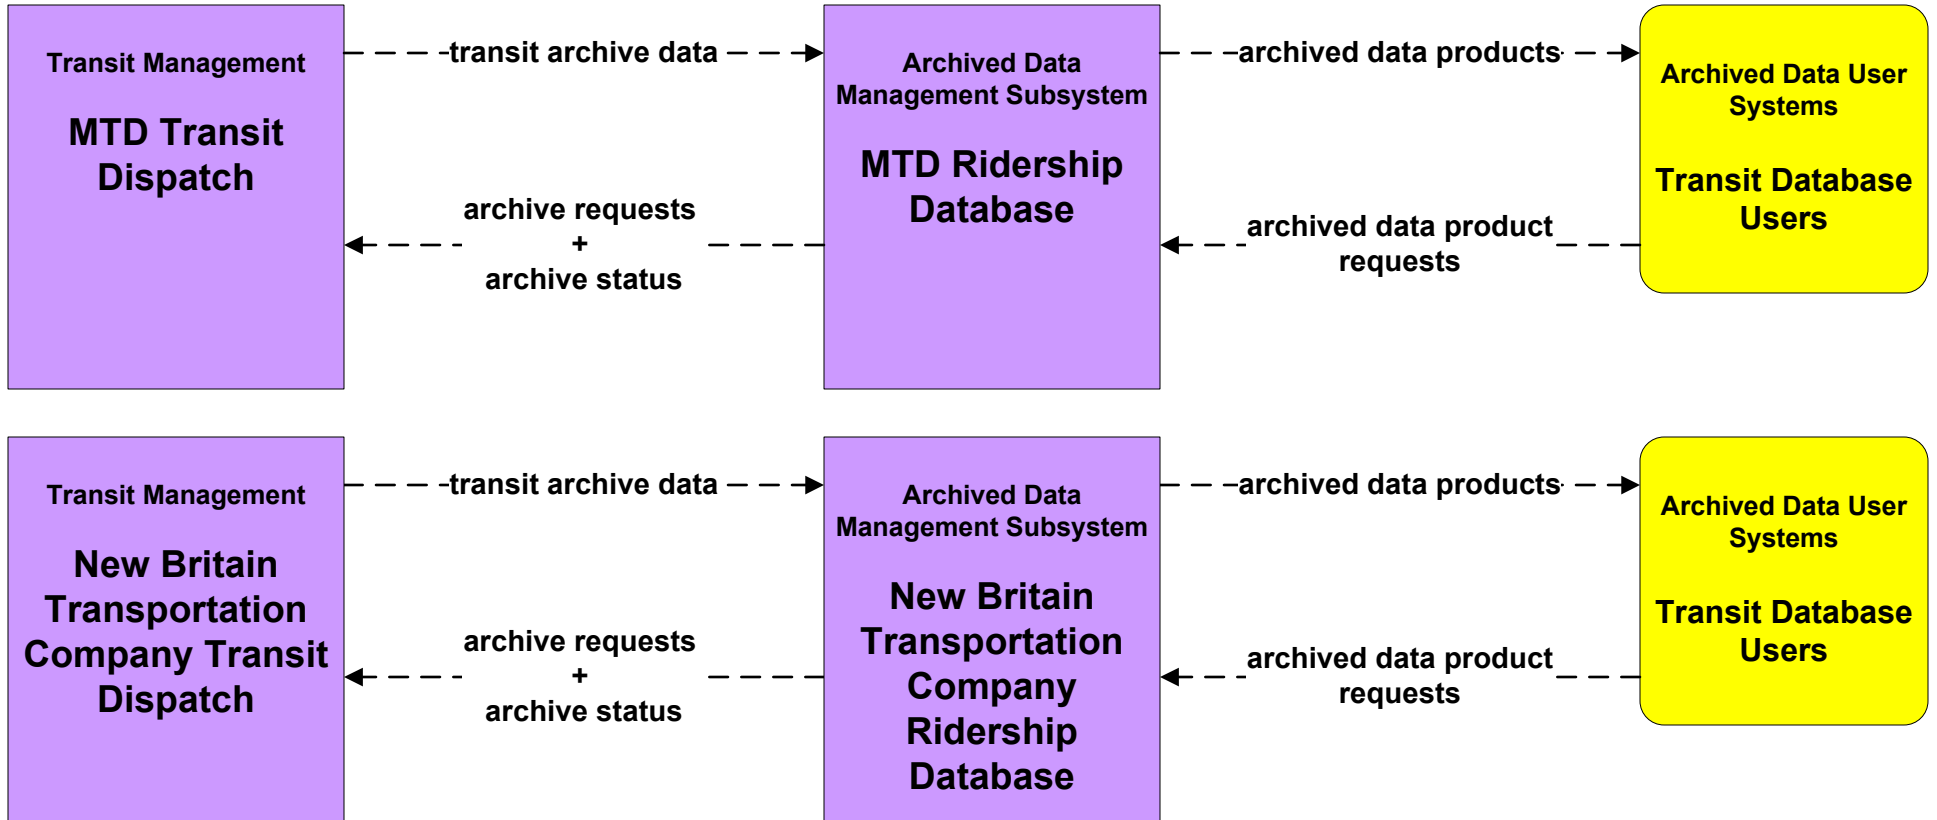 Transit Management
MTD Transit
Dispatch
transit archive data
archive requests
+
archive status
Archived Data
Management Subsystem
MTD Ridership
Database
archived data products
archived data product
requests
Archived Data User
Systems
Transit Database
Users
Transit Management
New Britain
Transportation
Company Transit
Dispatch
transit archive data
archive requests
+
archive status
Archived Data
Management Subsystem
New Britain
Transportation
Company
Ridership
Database
archived data products
archived data product
requests
Archived Data User
Systems
Transit Database
Users